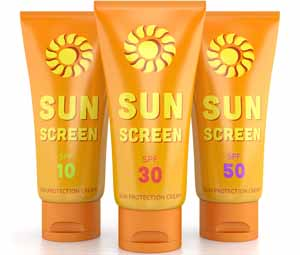 SUN
SCREEN
SPF
10
SUN PROTECTION CREAM
SUN
SCREEN
SPF
30
SUN PROTECTION CREAM
SUN
SCREEN
SPF
50
SUN PROTECTION CREAM